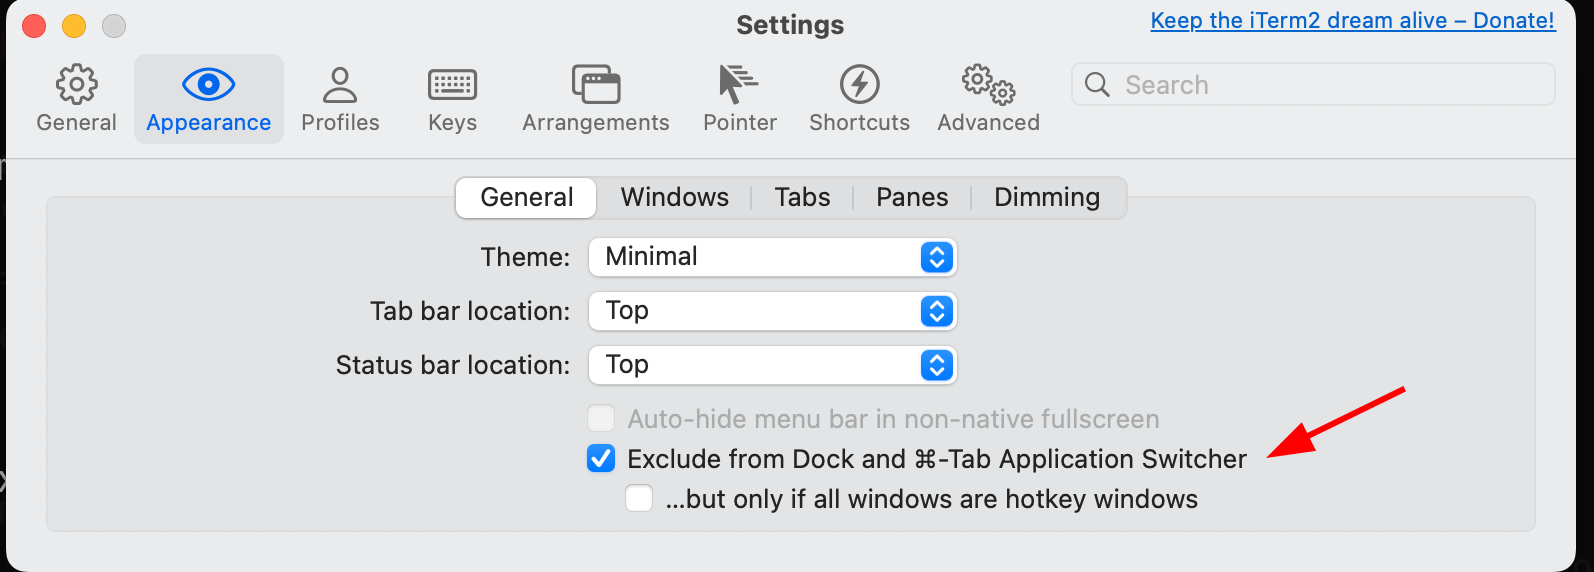 Settings
Keep the iTerm2 dream alive – Donate!
General
Appearance
Profiles
Keys
Arrangements
Pointer
Shortcuts
Advanced
Search
General
Windows
Tabs
Panes
Dimming
Theme: Minimal
Tab bar location: Top
Status bar location: Top
Auto-hide menu bar in non-native fullscreen
Exclude from Dock and ⌘-Tab Application Switcher
...but only if all windows are hotkey windows